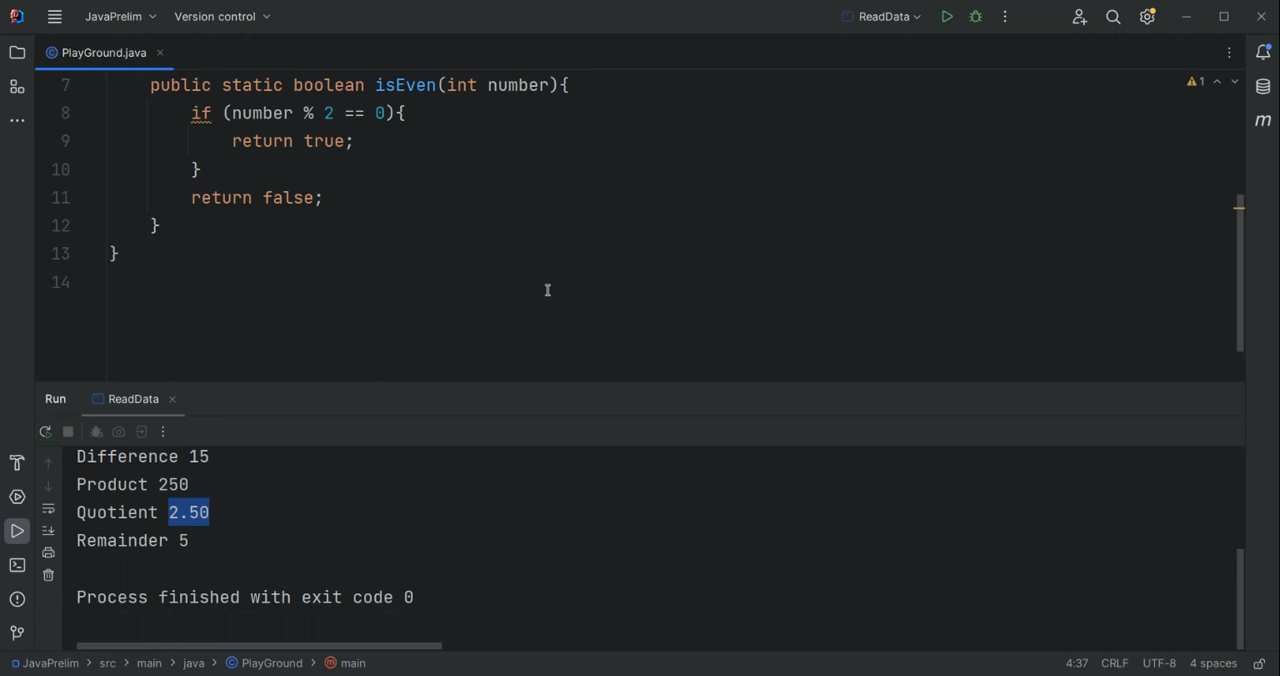 JavaPrelim Version control ReadData
PlayGround.java
7 public static boolean isEven(int number){
1
8 if (number % 2 == 0){
9 return true;
10 }
11 return false;
12 }
13 }
14
Run ReadData
Difference 15
Product 250
Quotient 2.50
Remainder 5
Process finished with exit code 0
JavaPrelim > src > main > java > PlayGround > main 4:37 CRLF UTF-8 4 spaces